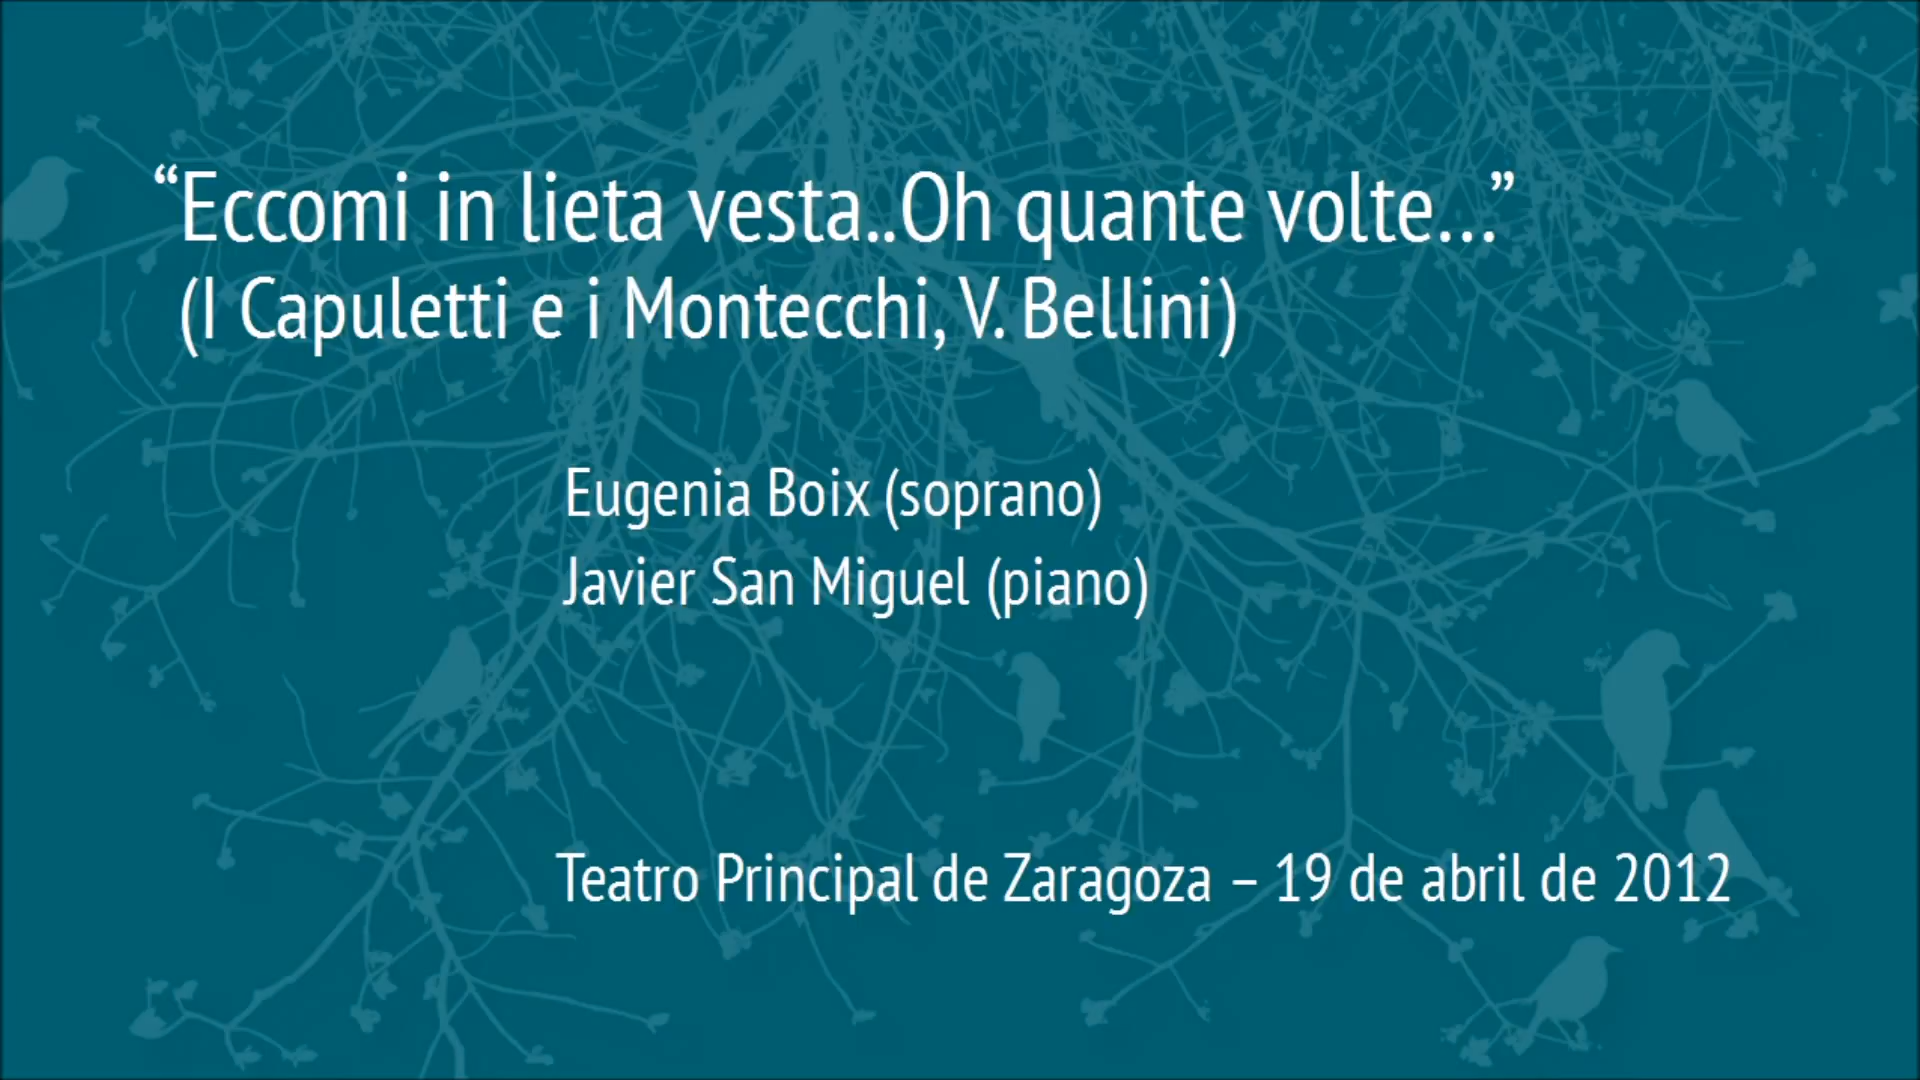 “Eccomi in lieta vesta..Oh quante volte...”
(I Capuletti e i Montecchi, V. Bellini)
Eugenia Boix (soprano)
Javier San Miguel (piano)
Teatro Principal de Zaragoza – 19 de abril de 2012